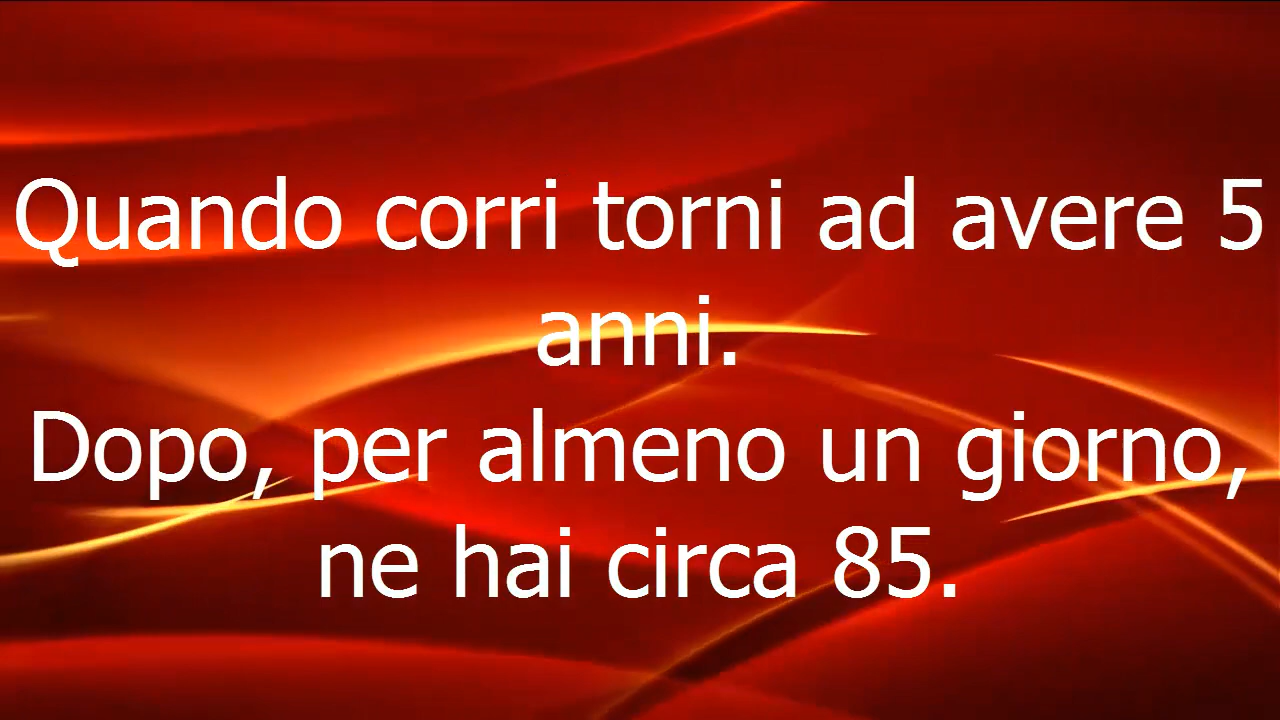 Quando corri torni ad avere 5
anni.
Dopo, per almeno un giorno,
ne hai circa 85.